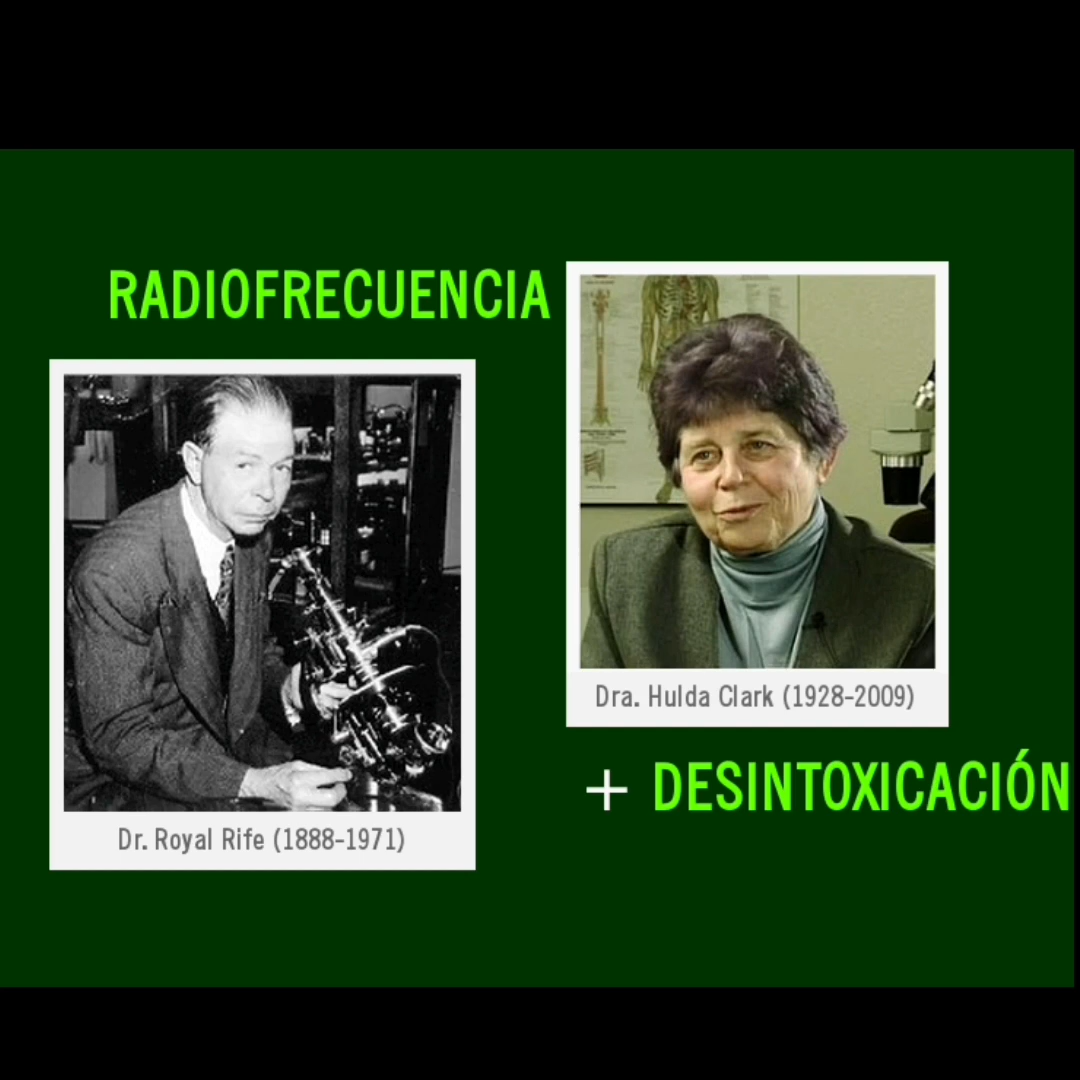 RADIOFRECUENCIA
Dr. Royal Rife (1888-1971)
Dra. Hulda Clark (1928-2009)
+ DESINTOXICACIÓN